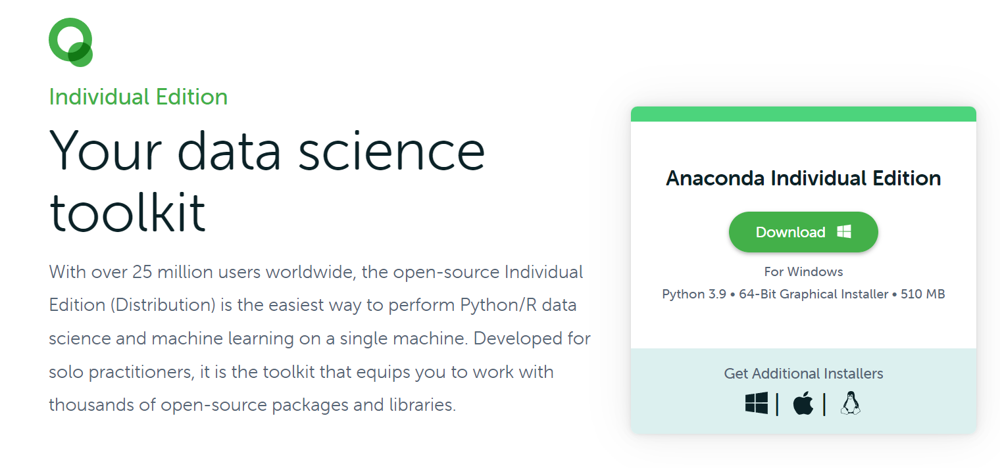 Individual Edition
Your data science
toolkit
With over 25 million users worldwide, the open-source Individual
Edition (Distribution) is the easiest way to perform Python/R data
science and machine learning on a single machine. Developed for
solo practitioners, it is the toolkit that equips you to work with
thousands of open-source packages and libraries.
Anaconda Individual Edition
Download
For Windows
Python 3.9 • 64-Bit Graphical Installer • 510 MB
Get Additional Installers